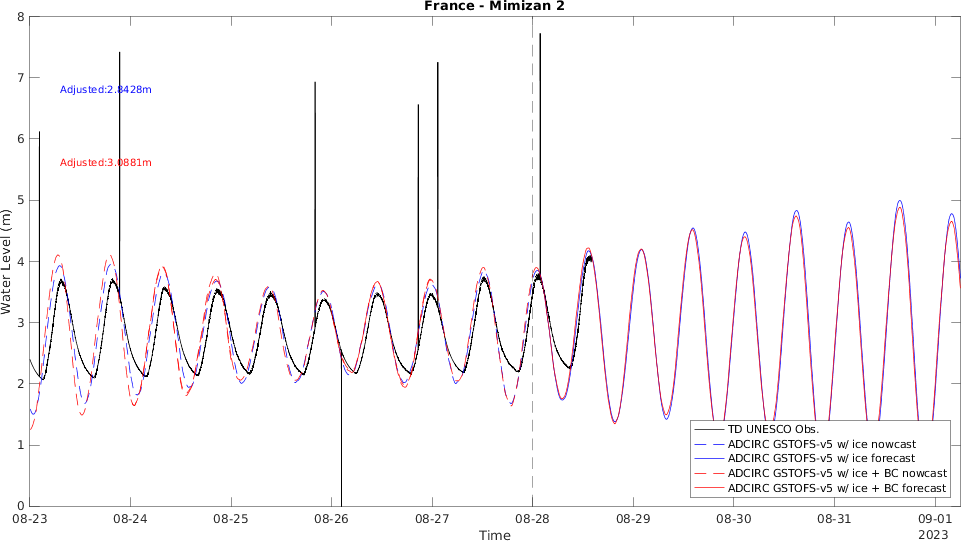 France - Mimizan 2
8
7
6
5
4
3
2
1
0
Water Level (m)
Adjusted:2.8428m
Adjusted:3.0881m
TD UNESCO Obs.
ADCIRC GSTOFS-v5 w/ ice nowcast
ADCIRC GSTOFS-v5 w/ ice forecast
ADCIRC GSTOFS-v5 w/ ice + BC nowcast
ADCIRC GSTOFS-v5 w/ ice + BC forecast
08-23 08-24 08-25 08-26 08-27 08-28 08-29 08-30 08-31 09-01
Time
2023